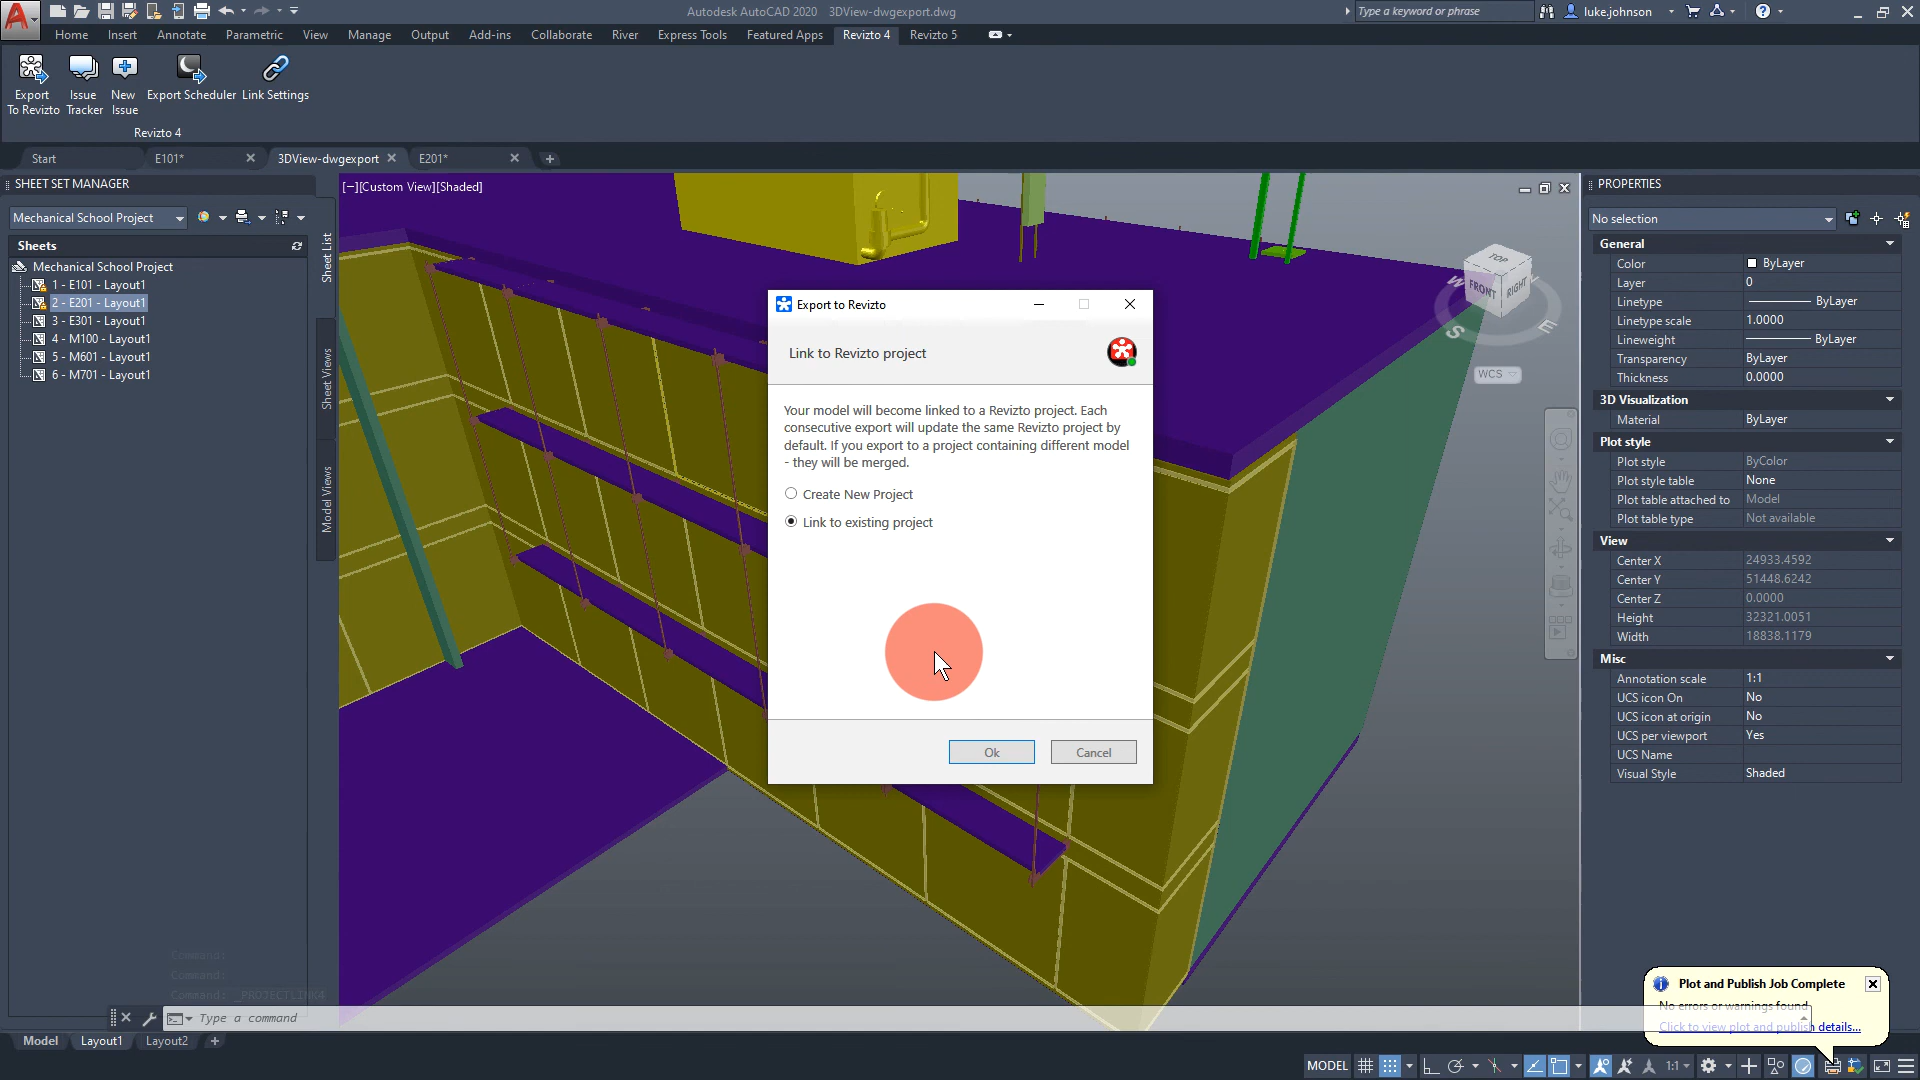 Autodesk AutoCAD 2020   3DView-dwgexport.dwg
Type a keyword or phrase
luke.johnson
Home Insert Annotate Parametric View Manage Output Add-ins Collaborate River Express Tools Featured Apps Revizto 4 Revizto 5
Export To Revizto
Issue Tracker
New Issue
Export Scheduler
Link Settings
Revizto 4
Start E101* 3DView-dwgexport E201*
SHEET SET MANAGER
Mechanical School Project
Sheets
Mechanical School Project
1 - E101 - Layout1
2 - E201 - Layout1
3 - E301 - Layout1
4 - M100 - Layout1
5 - M601 - Layout1
6 - M701 - Layout1
Sheet List
Sheet Views
Model Views
[−][Custom View][Shaded]
TOP
FRONT
RIGHT
W
S
E
WCS
Export to Revizto
Link to Revizto project
Your model will become linked to a Revizto project. Each
consecutive export will update the same Revizto project by
default. If you export to a project containing different model
- they will be merged.
Create New Project
Link to existing project
Ok
Cancel
PROPERTIES
No selection
General
Color ByLayer
Layer 0
Linetype ByLayer
Linetype scale 1.0000
Lineweight ByLayer
Transparency ByLayer
Thickness 0.0000
3D Visualization
Material ByLayer
Plot style
Plot style ByColor
Plot style table None
Plot table attached to Model
Plot table type Not available
View
Center X 24933.4592
Center Y 51448.6242
Center Z 0.0000
Height 32321.0051
Width 18838.1179
Misc
Annotation scale 1:1
UCS icon On No
UCS icon at origin No
UCS per viewport Yes
UCS Name
Visual Style Shaded
Command:
Command:
Command: _PROJECTLINK4
Type a command
Plot and Publish Job Complete
No errors or warnings found
Click to view plot and publish details...
Model Layout1 Layout2
MODEL
1:1